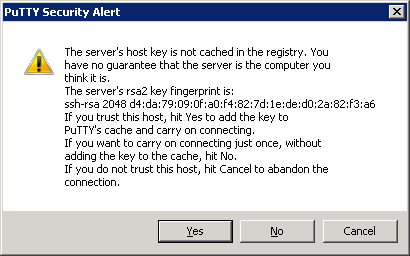 PuTTY Security Alert
The server's host key is not cached in the registry. You
have no guarantee that the server is the computer you
think it is.
The server's rsa2 key fingerprint is:
ssh-rsa 2048 d4:da:79:09:0f:a0:f4:82:7d:1e:de:d0:2a:82:f3:a6
If you trust this host, hit Yes to add the key to
PuTTY's cache and carry on connecting.
If you want to carry on connecting just once, without
adding the key to the cache, hit No.
If you do not trust this host, hit Cancel to abandon the
connection.
Yes No Cancel